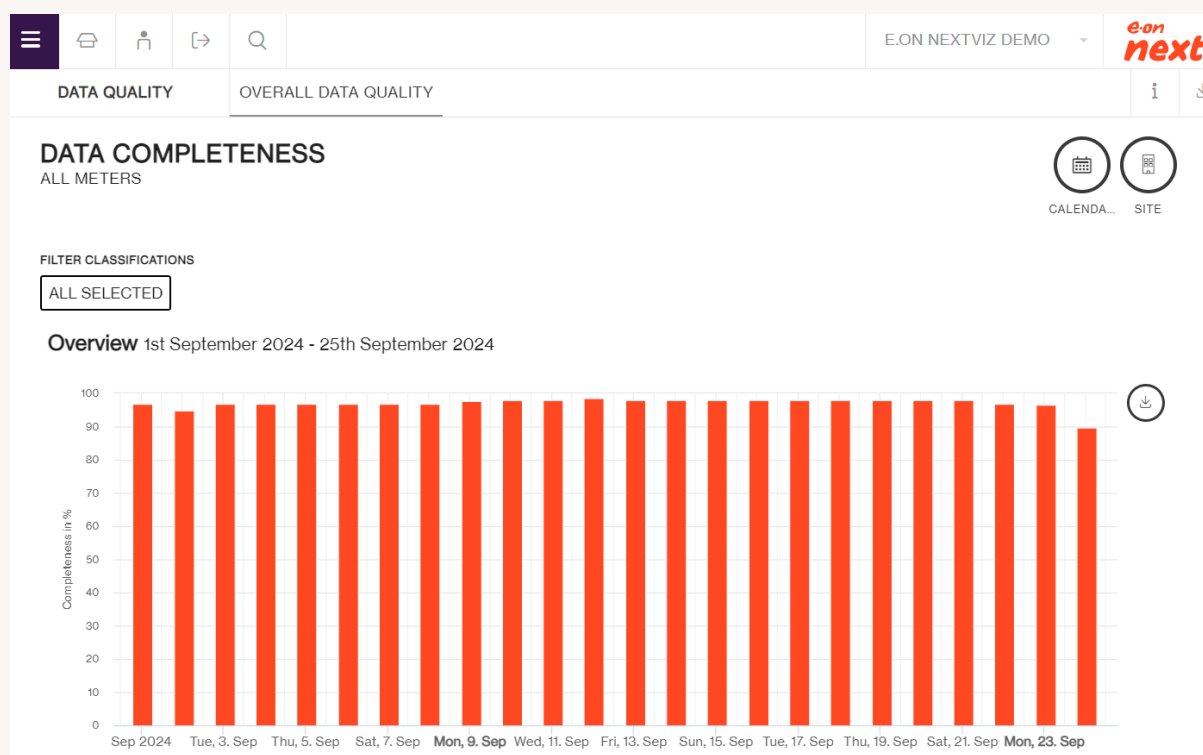 E.ON NEXTVIZ DEMO
e·on
next
DATA QUALITY
OVERALL DATA QUALITY
i
DATA COMPLETENESS
ALL METERS
CALENDA...
SITE
FILTER CLASSIFICATIONS
ALL SELECTED
Overview 1st September 2024 - 25th September 2024
100
90
80
70
60
50
40
30
20
10
0
Completeness in %
Sep 2024 Tue, 3. Sep Thu, 5. Sep Sat, 7. Sep Mon, 9. Sep Wed, 11. Sep Fri, 13. Sep Sun, 15. Sep Tue, 17. Sep Thu, 19. Sep Sat, 21. Sep Mon, 23. Sep